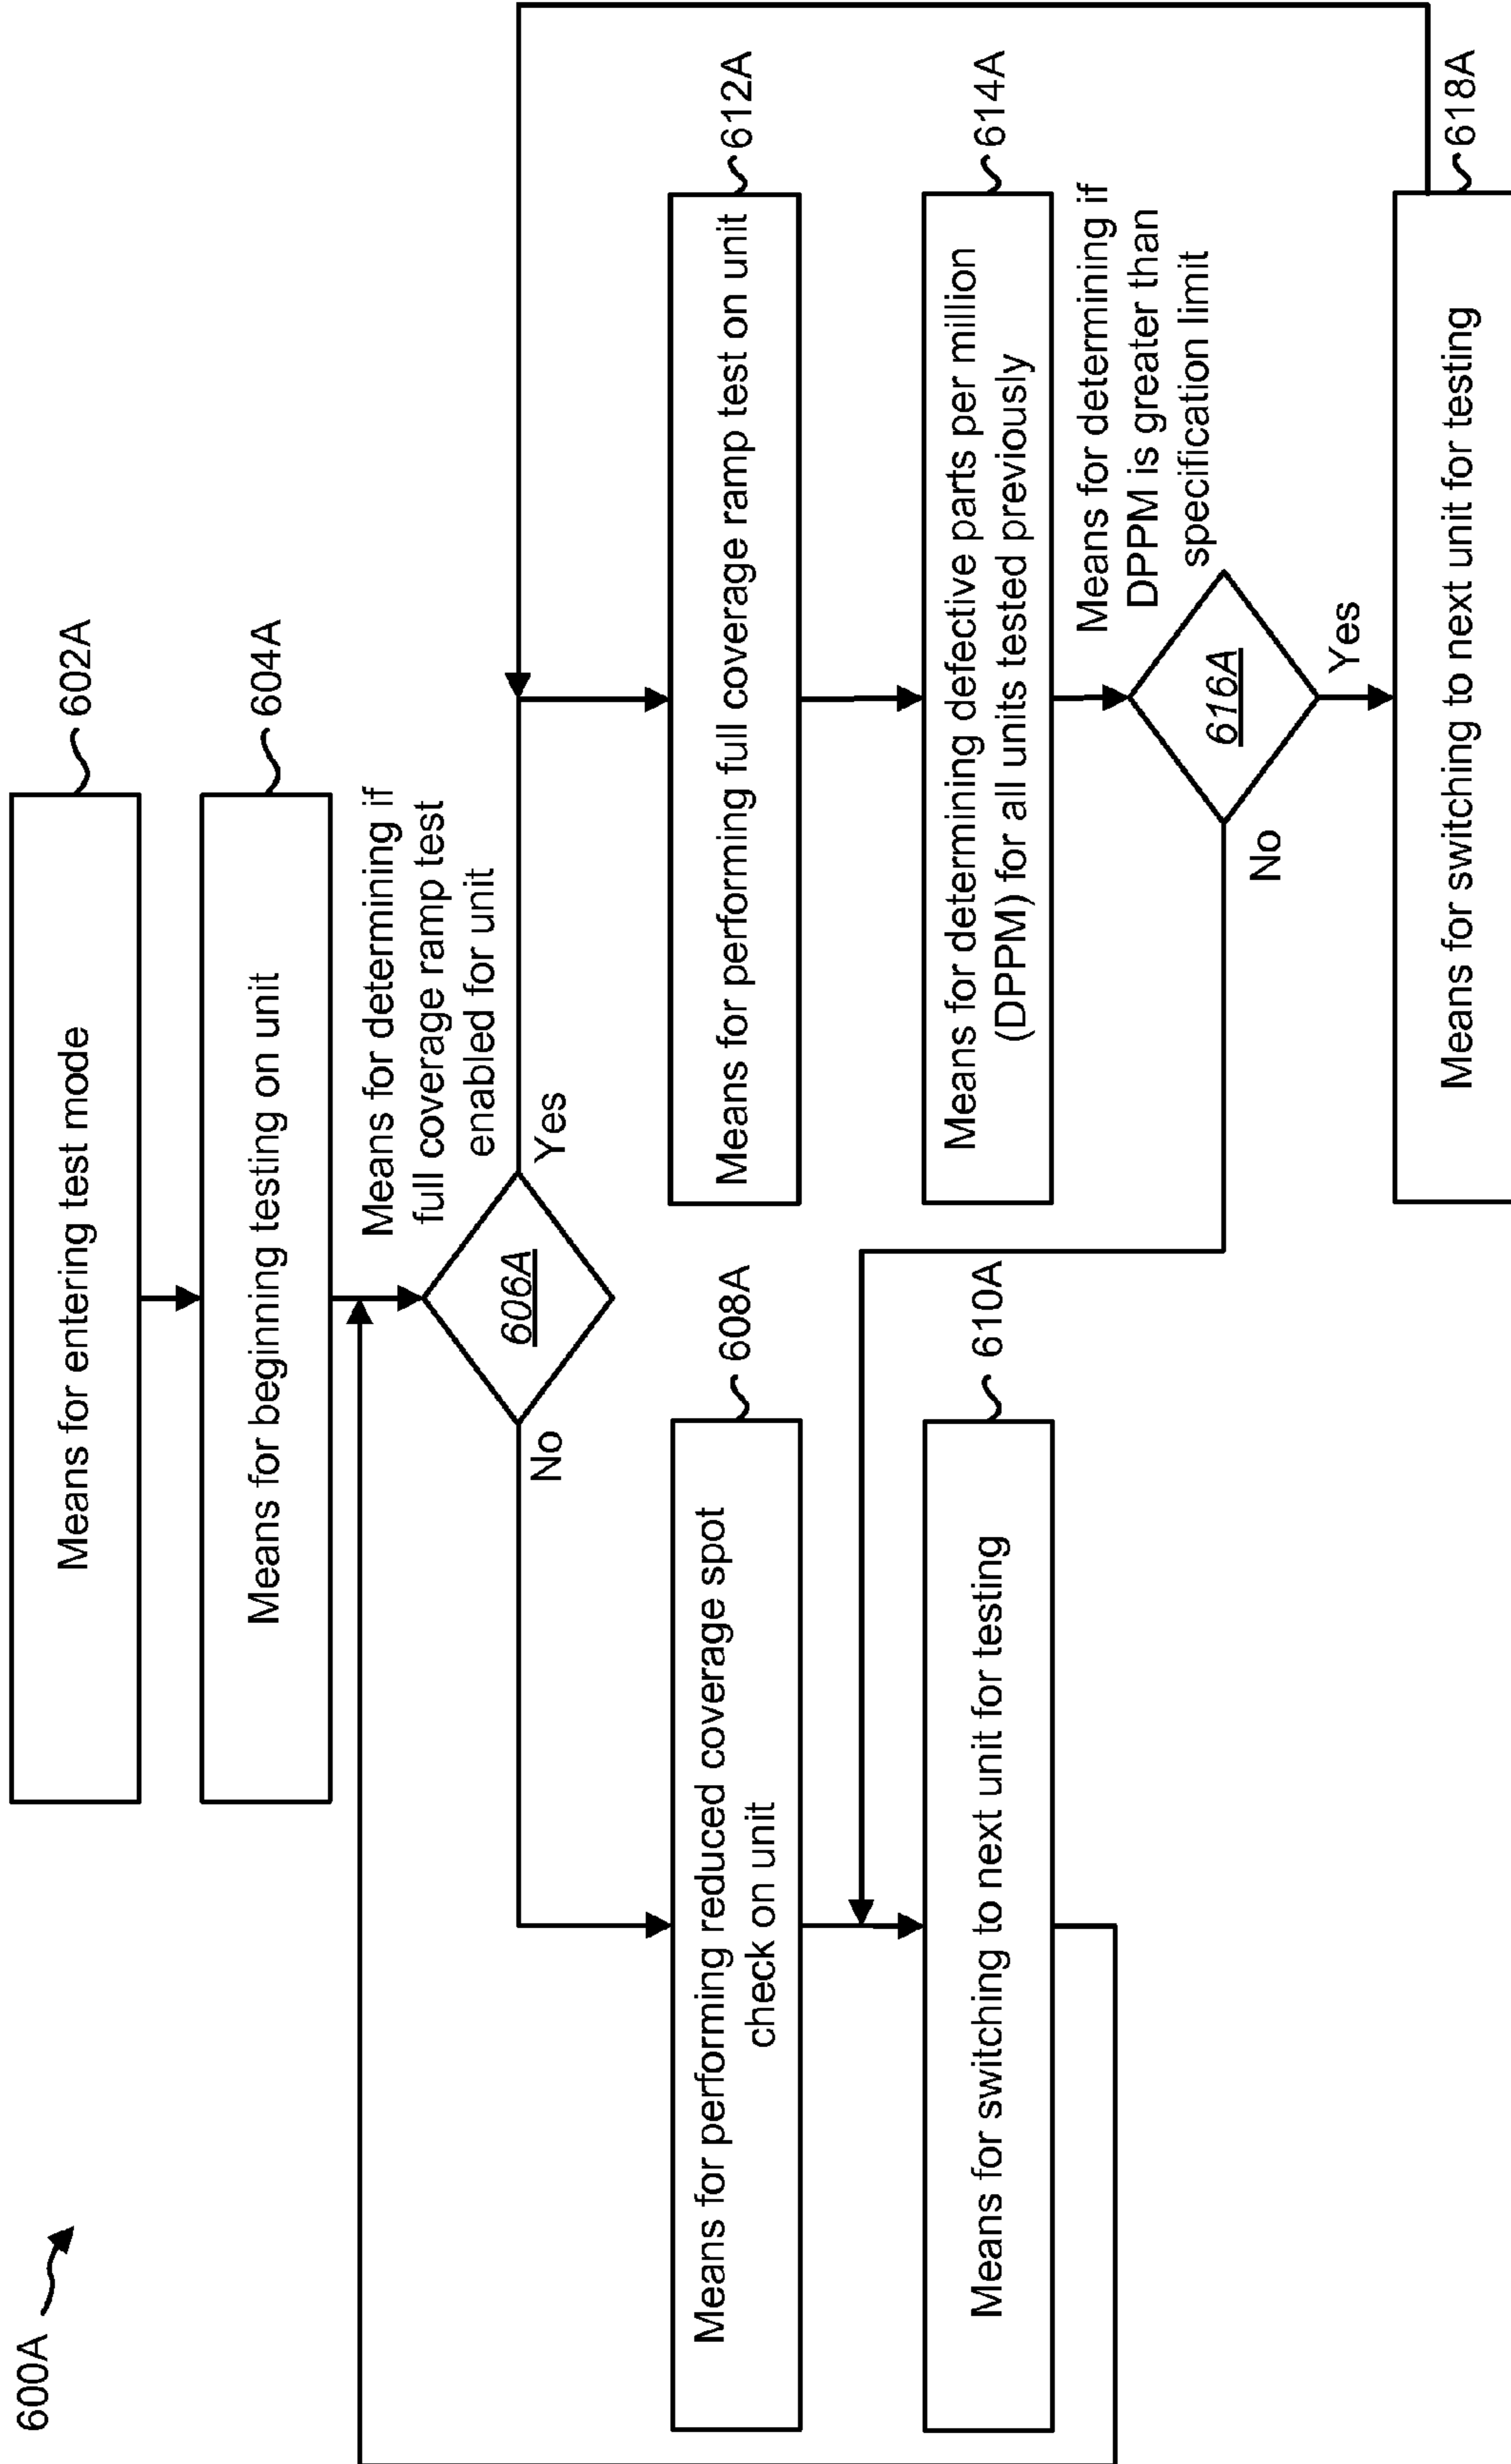 600A
Means for entering test mode
602A
Means for beginning testing on unit
604A
Means for determining if
full coverage ramp test
enabled for unit
606A
No
Yes
Means for performing reduced coverage spot
check on unit
608A
Means for switching to next unit for testing
610A
Means for performing full coverage ramp test on unit
612A
Means for determining defective parts per million
(DPPM) for all units tested previously
614A
Means for determining if
DPPM is greater than
specification limit
616A
No
Yes
Means for switching to next unit for testing
618A